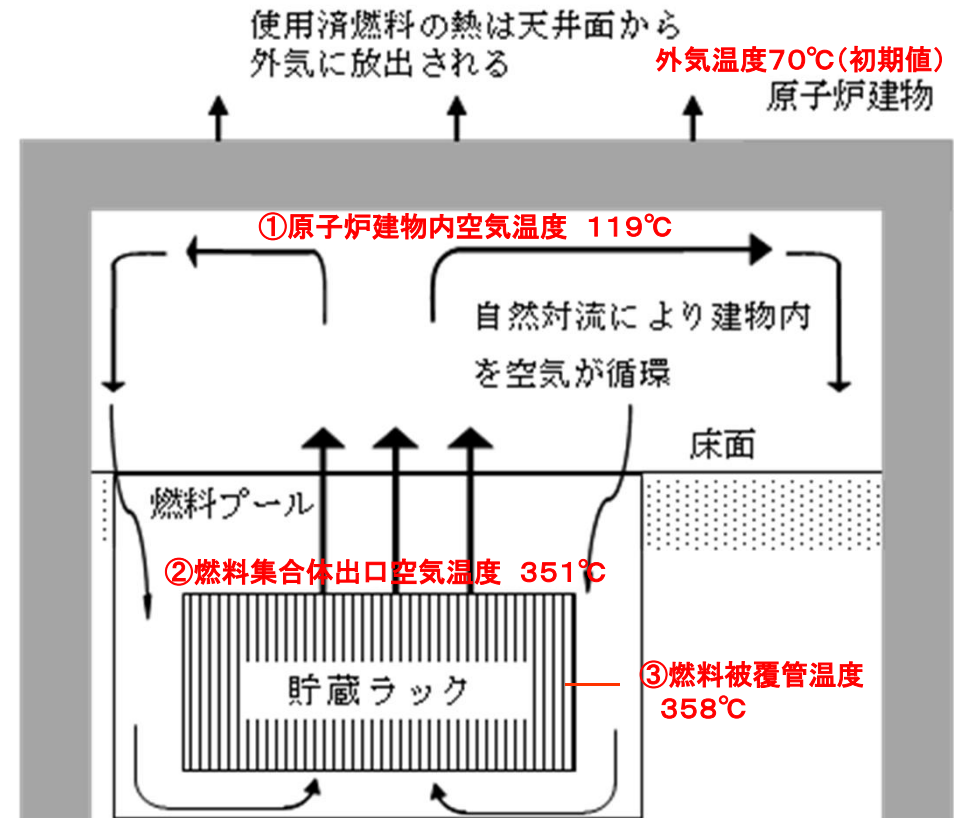 使用済燃料の熱は天井面から
外気に放出される
外気温度７０℃（初期値）
原子炉建物
①原子炉建物内空気温度　１１９℃
自然対流により建物内
を空気が循環
床面
燃料プール
②燃料集合体出口空気温度　３５１℃
貯蔵ラック
③燃料被覆管温度
３５８℃